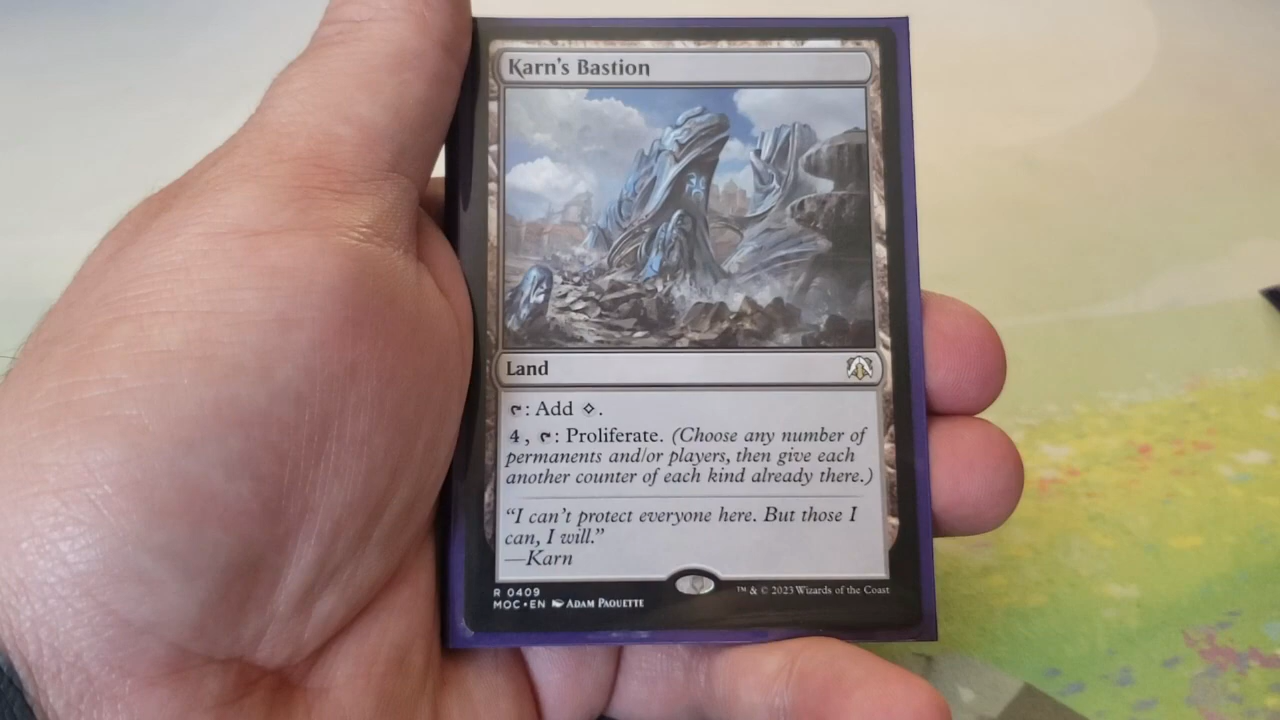 Karn's Bastion
Land
: Add .
4, : Proliferate. (Choose any number of
permanents and/or players, then give each
another counter of each kind already there.)
“I can't protect everyone here. But those I
can, I will.”
—Karn
R 0409
MOC • EN ADAM PAQUETTE
™ & © 2023 Wizards of the Coast